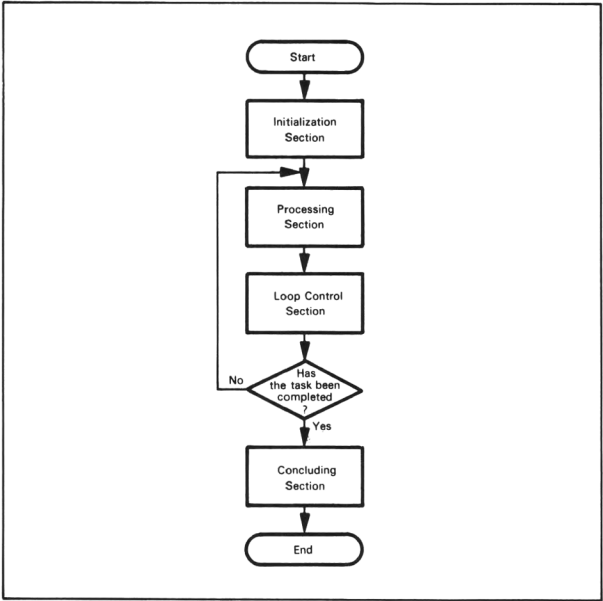 Start
Initialization
Section
Processing
Section
Loop Control
Section
Has
the task been
completed
?
No
Yes
Concluding
Section
End